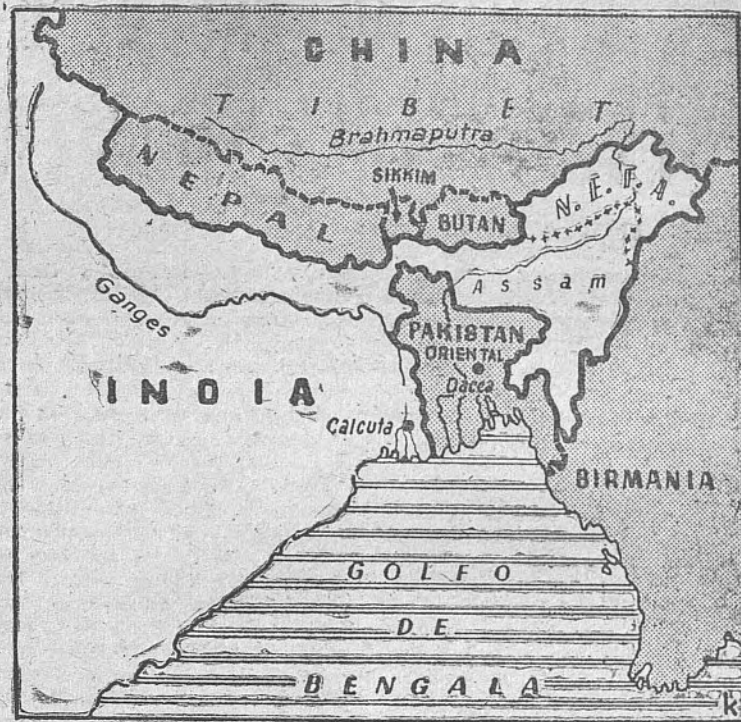 CHINA
TIBET
Brahmaputra
NEPAL
SIKKIM
BUTAN
N.E.F.A.
Assam
Ganges
PAKISTAN
ORIENTAL
Dacca
INDIA
Calcuta
BIRMANIA
GOLFO
DE
BENGALA
k